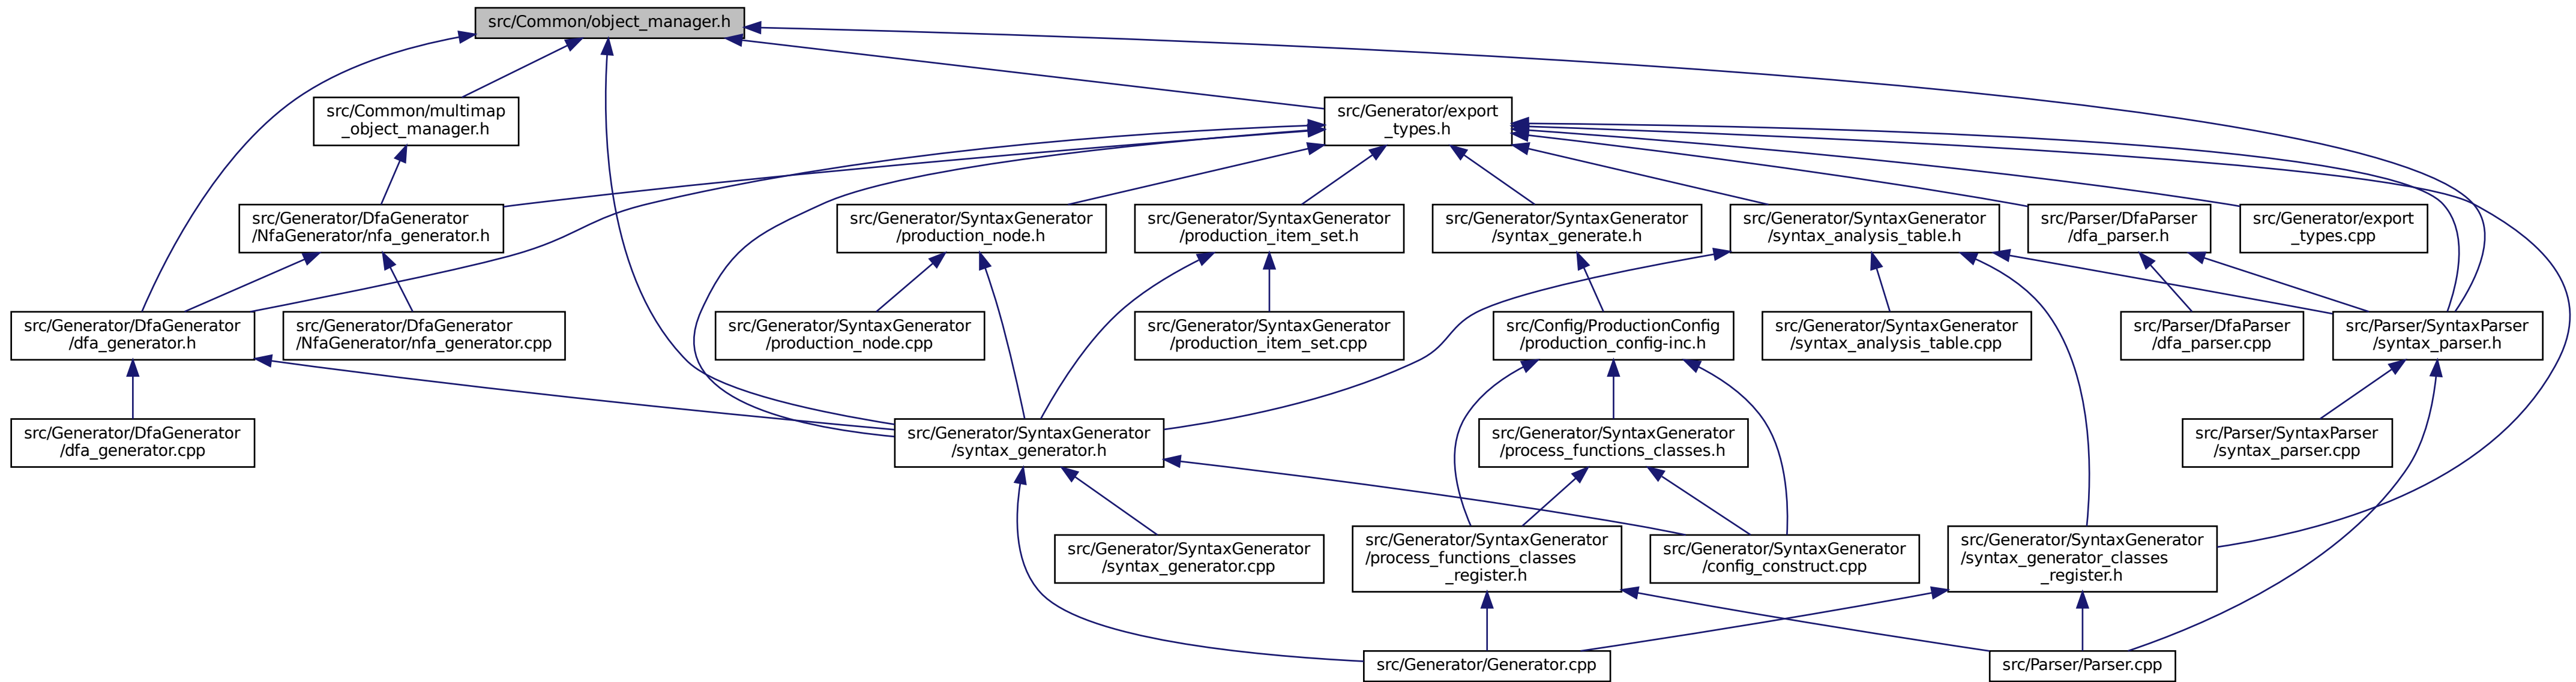 src/Common/object_manager.h
src/Common/multimap
_object_manager.h
src/Generator/export
_types.h
src/Generator/DfaGenerator
/NfaGenerator/nfa_generator.h
src/Generator/SyntaxGenerator
/production_node.h
src/Generator/SyntaxGenerator
/production_item_set.h
src/Generator/SyntaxGenerator
/syntax_generate.h
src/Generator/SyntaxGenerator
/syntax_analysis_table.h
src/Parser/DfaParser
/dfa_parser.h
src/Generator/export
_types.cpp
src/Generator/DfaGenerator
/dfa_generator.h
src/Generator/DfaGenerator
/NfaGenerator/nfa_generator.cpp
src/Generator/SyntaxGenerator
/production_node.cpp
src/Generator/SyntaxGenerator
/production_item_set.cpp
src/Config/ProductionConfig
/production_config-inc.h
src/Generator/SyntaxGenerator
/syntax_analysis_table.cpp
src/Parser/DfaParser
/dfa_parser.cpp
src/Parser/SyntaxParser
/syntax_parser.h
src/Generator/DfaGenerator
/dfa_generator.cpp
src/Generator/SyntaxGenerator
/syntax_generator.h
src/Generator/SyntaxGenerator
/process_functions_classes.h
src/Parser/SyntaxParser
/syntax_parser.cpp
src/Generator/SyntaxGenerator
/syntax_generator.cpp
src/Generator/SyntaxGenerator
/process_functions_classes
_register.h
src/Generator/SyntaxGenerator
/config_construct.cpp
src/Generator/SyntaxGenerator
/syntax_generator_classes
_register.h
src/Generator/Generator.cpp
src/Parser/Parser.cpp